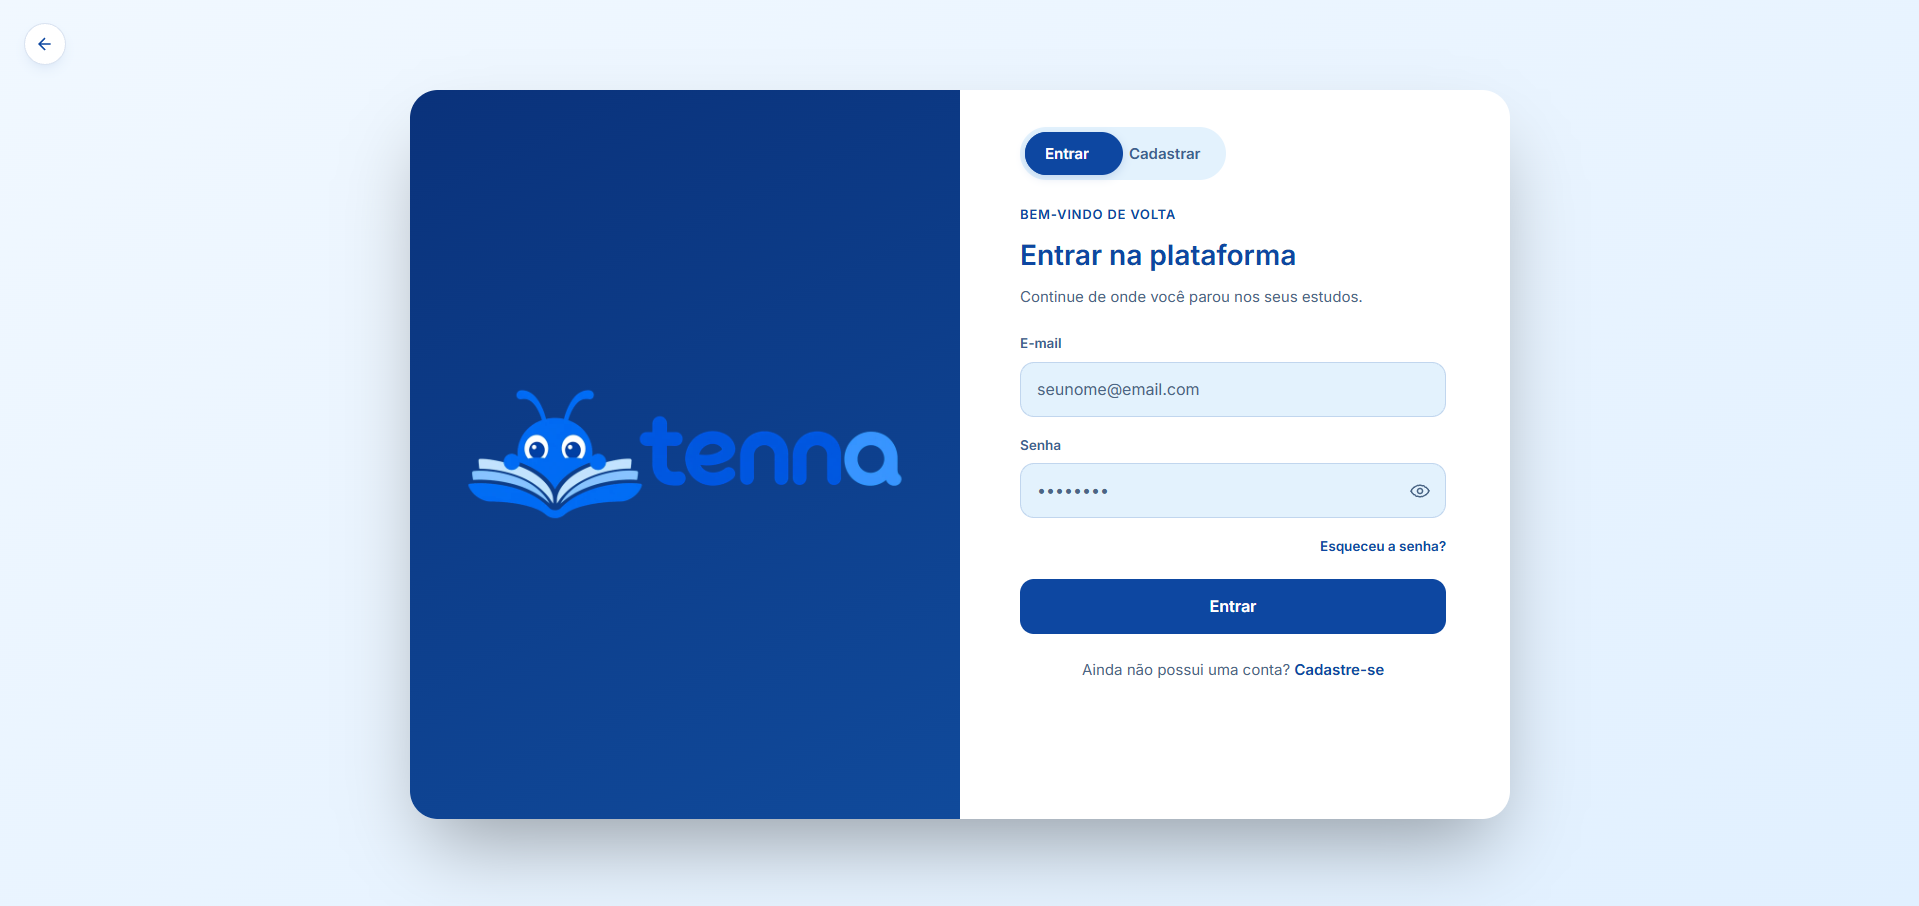 tenna
Entrar Cadastrar
BEM-VINDO DE VOLTA
Entrar na plataforma
Continue de onde você parou nos seus estudos.
E-mail
seunome@email.com
Senha
••••••••
Esqueceu a senha?
Entrar
Ainda não possui uma conta? Cadastre-se